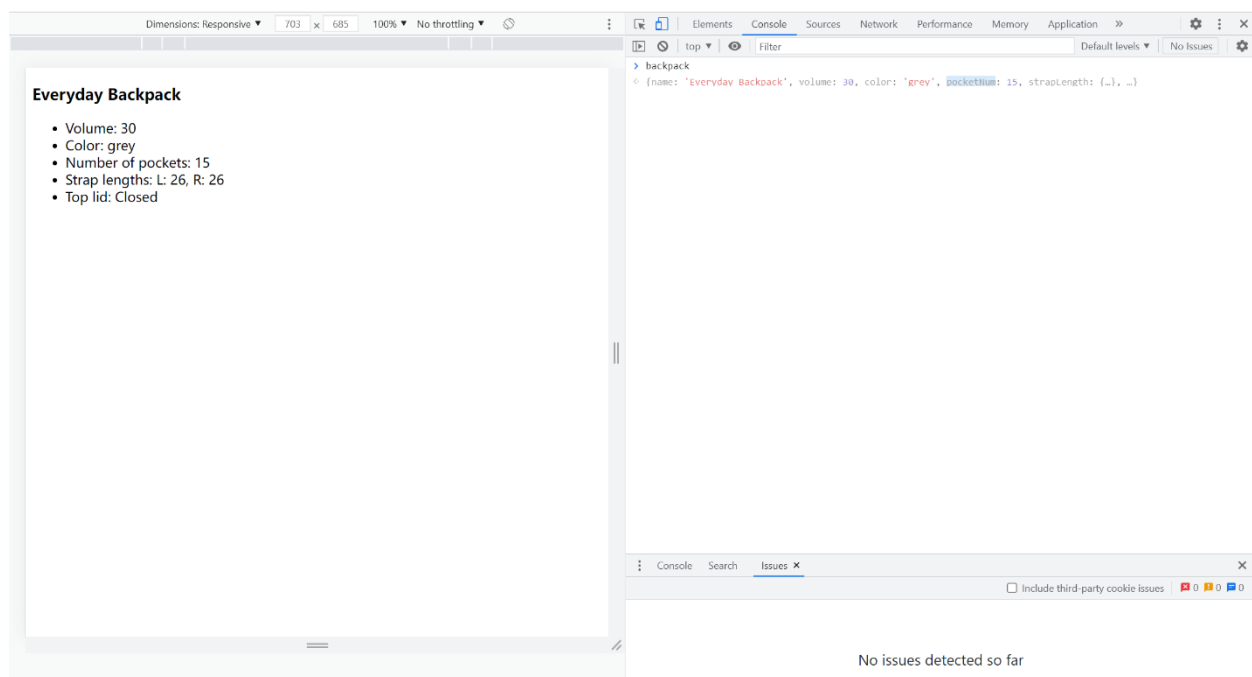 Dimensions: Responsive ▼ 703 x 685 100% ▼ No throttling ▼
Everyday Backpack
• Volume: 30
• Color: grey
• Number of pockets: 15
• Strap lengths: L: 26, R: 26
• Top lid: Closed
Elements Console Sources Network Performance Memory Application »
top ▼ Filter Default levels ▼ No Issues
> backpack
{name: 'Everyday Backpack', volume: 30, color: 'grey', pocketNum: 15, strapLength: {…}, …}
Console Search Issues ×
Include third-party cookie issues 0 0 0
No issues detected so far